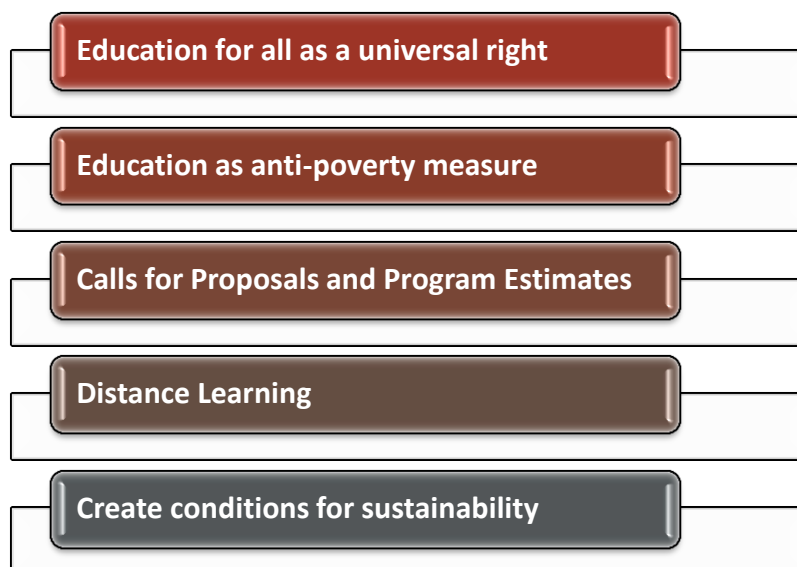 Education for all as a universal right
Education as anti-poverty measure
Calls for Proposals and Program Estimates
Distance Learning
Create conditions for sustainability